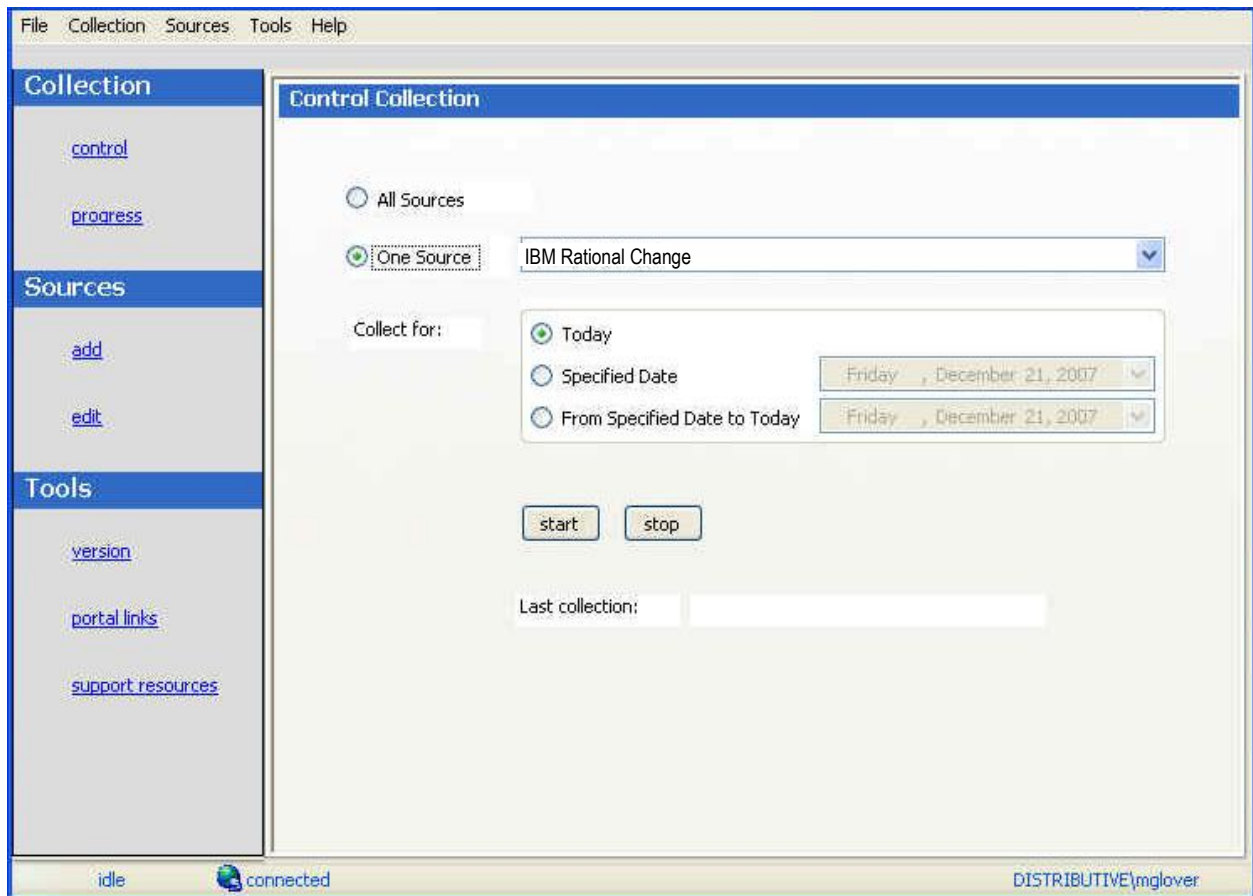 File Collection Sources Tools Help
Collection
control
progress
Sources
add
edit
Tools
version
portal links
support resources
Control Collection
All Sources
One Source IBM Rational Change
Collect for:
Today
Specified Date Friday , December 21, 2007
From Specified Date to Today Friday , December 21, 2007
start stop
Last collection:
idle connected DISTRIBUTIVE\mglover